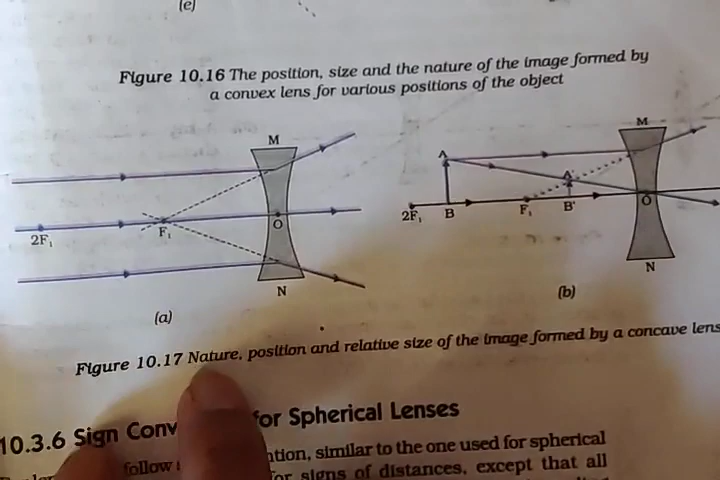 (e)
Figure 10.16 The position, size and the nature of the image formed by
a convex lens for various positions of the object
M
2F₁
F₁
O
N
(a)
M
A
A'
2F₁
B
F₁
B'
O
N
(b)
Figure 10.17 Nature, position and relative size of the image formed by a concave lens
10.3.6 Sign for Spherical Lenses
follow similar to the one used for spherical
signs of distances, except that all